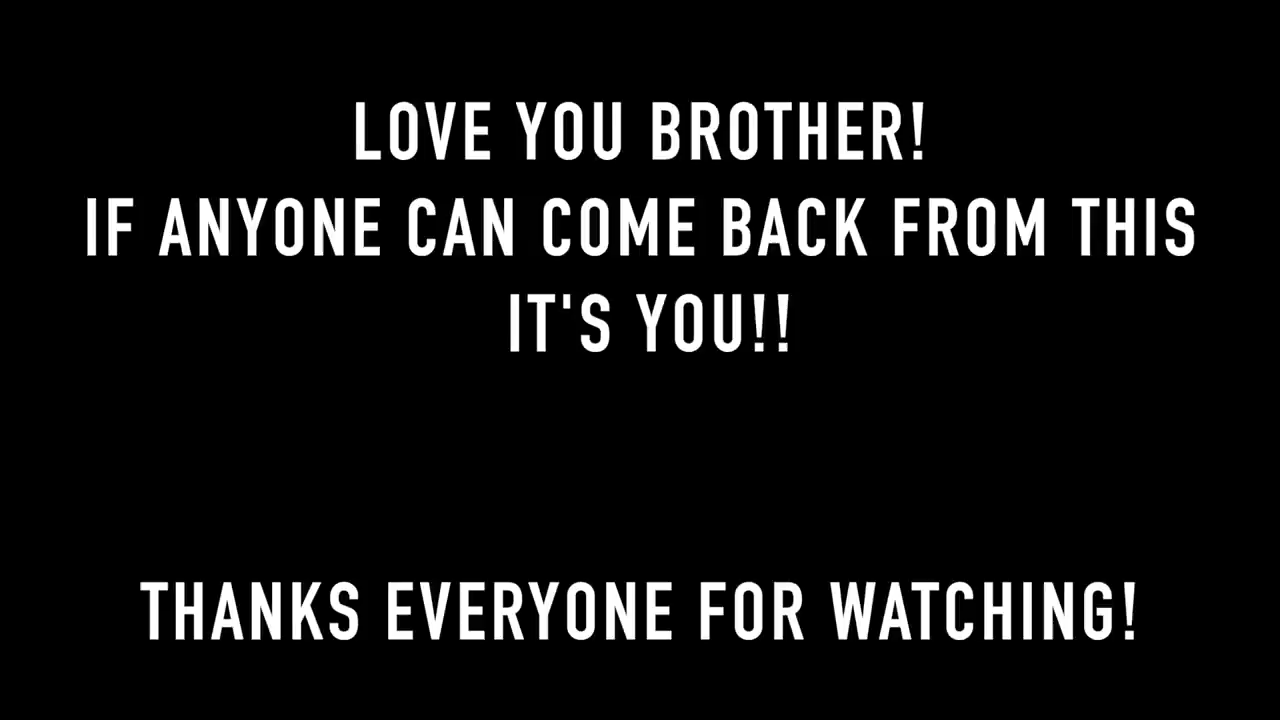 LOVE YOU BROTHER!
IF ANYONE CAN COME BACK FROM THIS
IT'S YOU!!
THANKS EVERYONE FOR WATCHING!